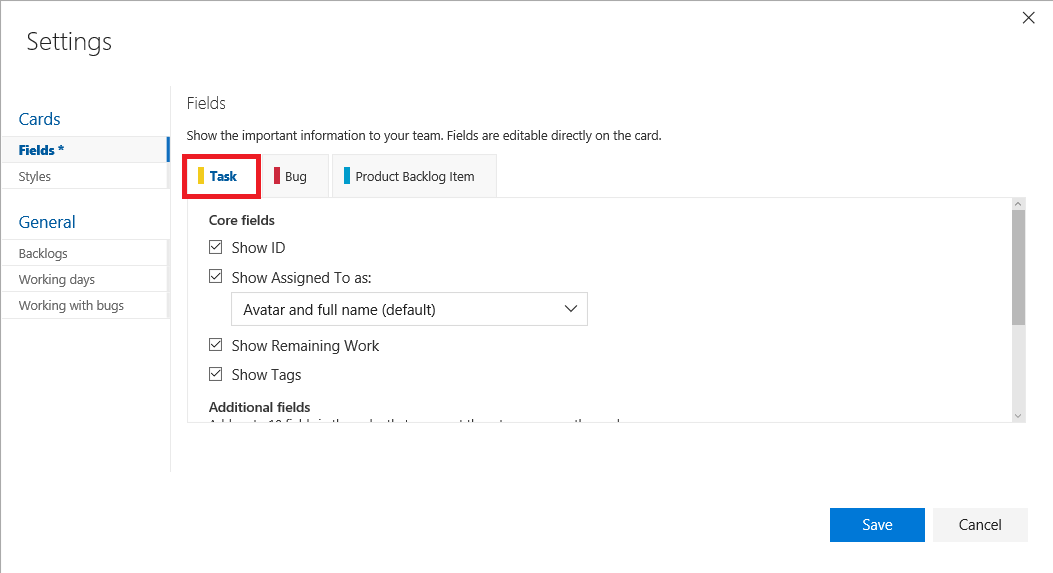 Settings
Cards
Fields *
Styles
General
Backlogs
Working days
Working with bugs
Fields
Show the important information to your team. Fields are editable directly on the card.
Task
Bug
Product Backlog Item
Core fields
Show ID
Show Assigned To as:
Avatar and full name (default)
Show Remaining Work
Show Tags
Additional fields
Save
Cancel